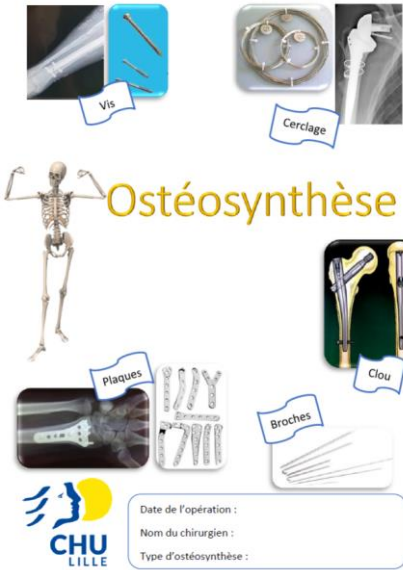 Vis
Cerclage
Ostéosynthèse
Plaques
Clou
Broches
CHU
LILLE
Date de l'opération :
Nom du chirurgien :
Type d'ostéosynthèse :